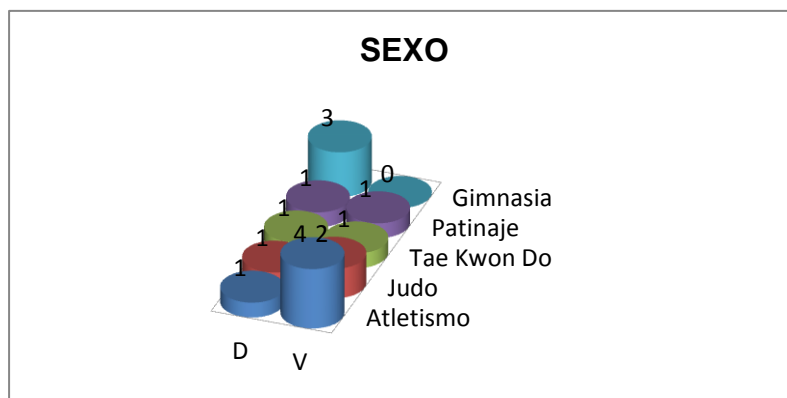 SEXO
3
1 1 0
1 1
1 4 2
1
Gimnasia
Patinaje
Tae Kwon Do
Judo
Atletismo
D
V